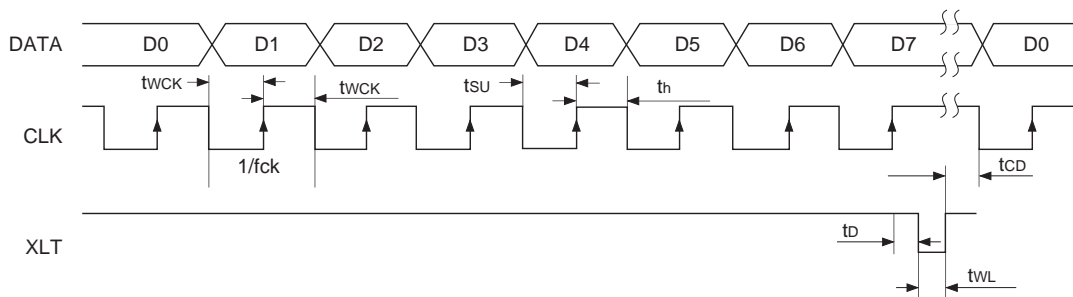 DATA D0 D1 D2 D3 D4 D5 D6 D7 D0
tWCK tWCK tSU th
CLK
1/fck
tCD
XLT
tD
tWL